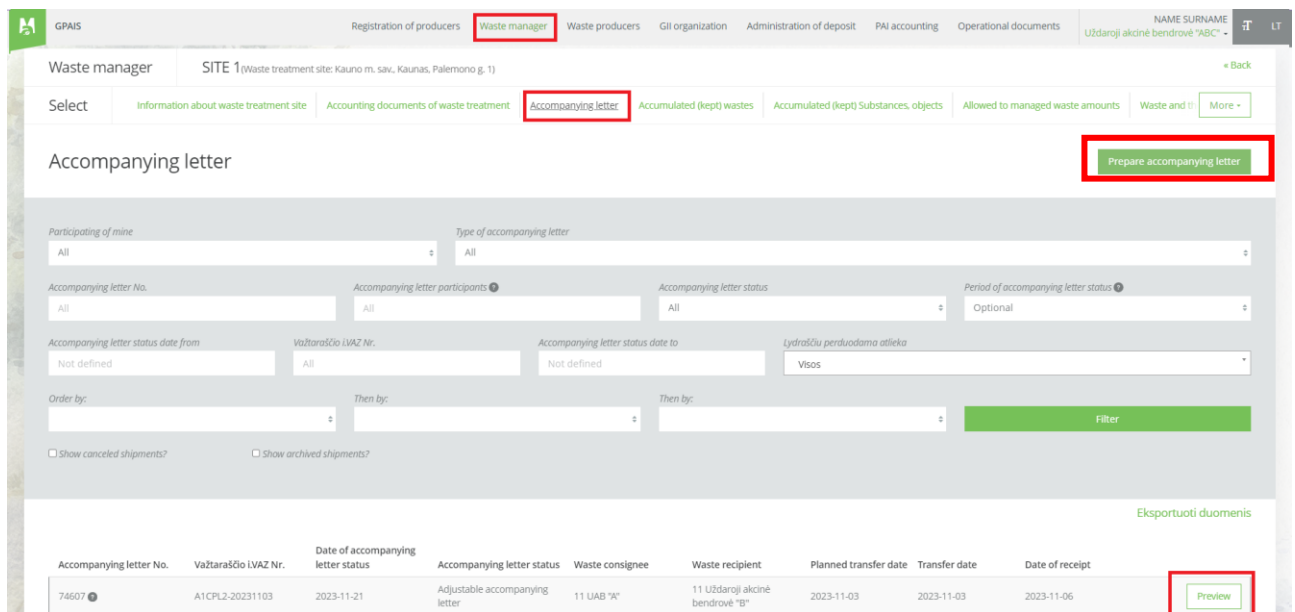 GPAIS Registration of producers Waste manager Waste producers GII organization Administration of deposit PAI accounting Operational documents NAME SURNAME
Uždaroji akcinė bendrovė "ABC" TT LT
Waste manager SITE 1(Waste treatment site: Kauno m. sav., Kaunas, Palemono g. 1) « Back
Select Information about waste treatment site Accounting documents of waste treatment Accompanying letter Accumulated (kept) wastes Accumulated (kept) Substances, objects Allowed to managed waste amounts Waste and More
Accompanying letter Prepare accompanying letter
Participating of mine Type of accompanying letter
All All
Accompanying letter No. Accompanying letter participants ? Accompanying letter status Period of accompanying letter status ?
All All All Optional
Accompanying letter status date from Važtaraščio i.VAZ Nr. Accompanying letter status date to Lydraščiu perduodama atlieka
Not defined All Not defined Visos
Order by: Then by: Then by:
Filter
Show canceled shipments? Show archived shipments?
Eksportuoti duomenis
Accompanying letter No. Važtaraščio i.VAZ Nr. Date of accompanying letter status Accompanying letter status Waste consignee Waste recipient Planned transfer date Transfer date Date of receipt
74607 ? A1CPL2-20231103 2023-11-21 Adjustable accompanying letter 11 UAB "A" 11 Uždaroji akcinė bendrovė "B" 2023-11-03 2023-11-03 2023-11-06 Preview